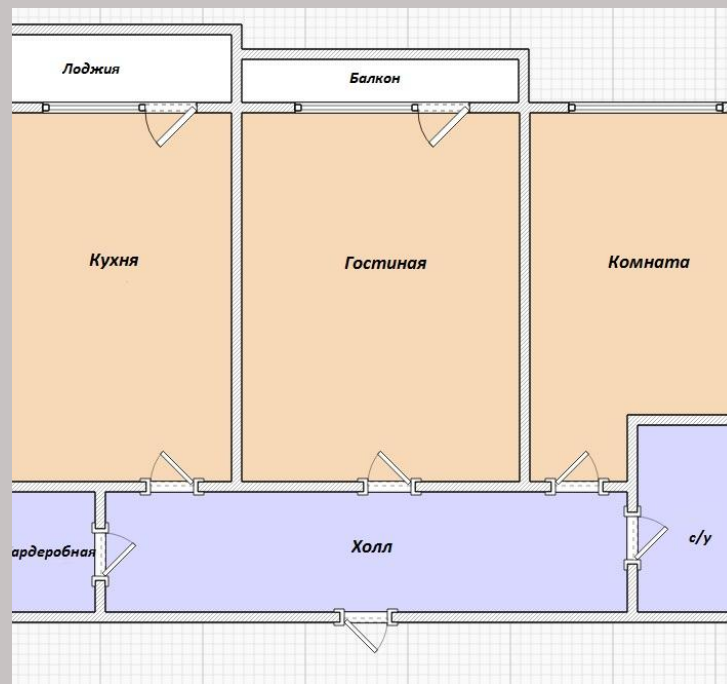 Лоджия
Балкон
Кухня
Гостиная
Комната
ардеробная
Холл
с/у